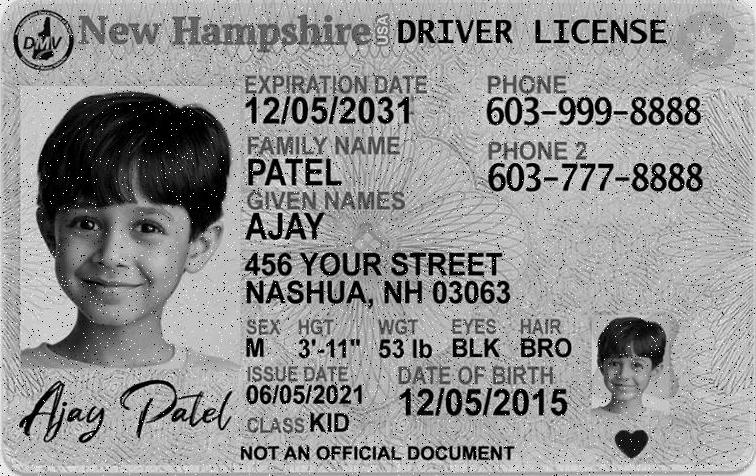 DMV New Hampshire USA DRIVER LICENSE
EXPIRATION DATE PHONE
12/05/2031 603-999-8888
FAMILY NAME PHONE 2
PATEL 603-777-8888
GIVEN NAMES
AJAY
456 YOUR STREET
NASHUA, NH 03063
SEX HGT WGT EYES HAIR
M 3'-11" 53 lb BLK BRO
ISSUE DATE DATE OF BIRTH
06/05/2021 12/05/2015
CLASS KID
Ajay Patel
NOT AN OFFICIAL DOCUMENT